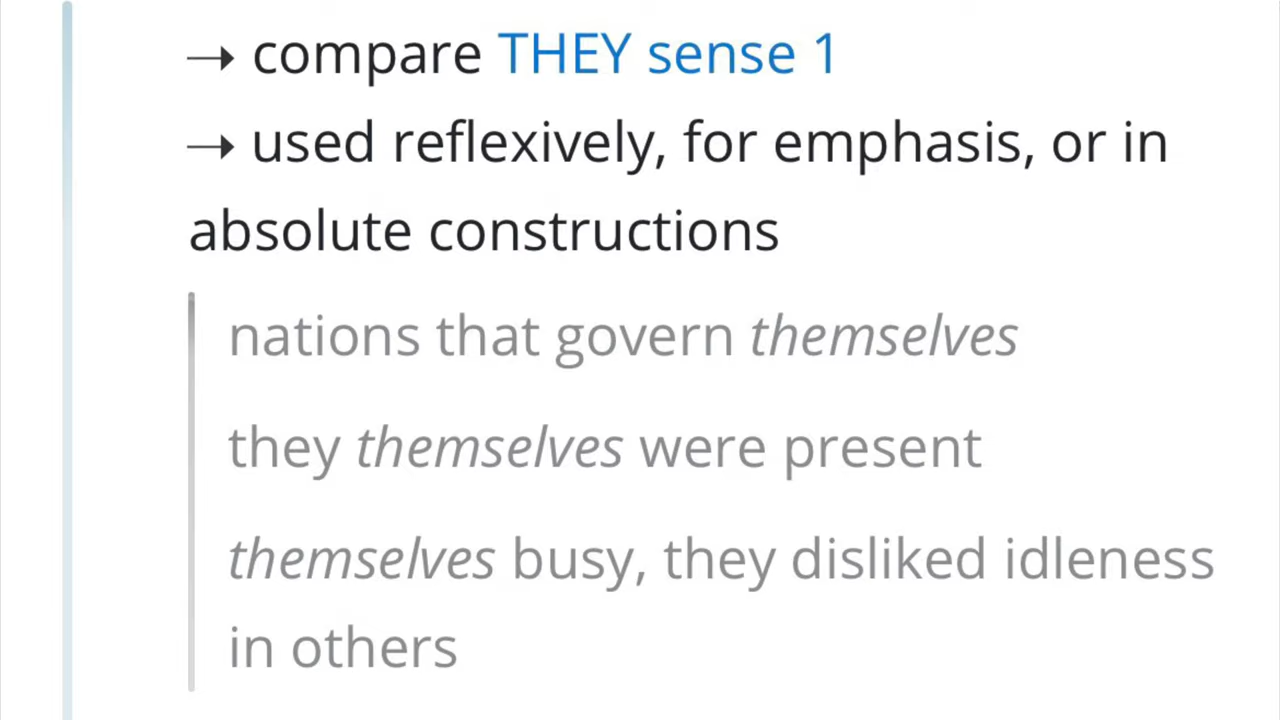 → compare THEY sense 1
→ used reflexively, for emphasis, or in
absolute constructions
nations that govern themselves
they themselves were present
themselves busy, they disliked idleness
in others